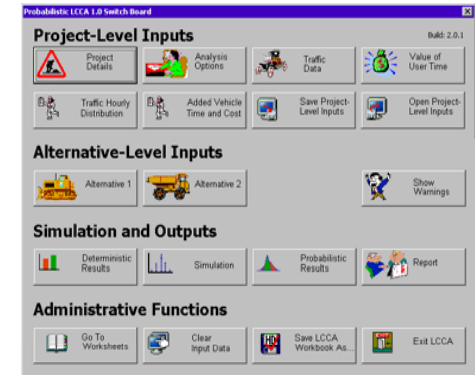 Probabilistic LCCA 1.0 Switch Board
Project-Level Inputs
Build: 2.0.1
Project
Details
Analysis
Options
Traffic
Data
Value of
User Time
Traffic Hourly
Distribution
Added Vehicle
Time and Cost
Save Project-
Level Inputs
Open Project-
Level Inputs
Alternative-Level Inputs
Alternative 1
Alternative 2
Show
Warnings
Simulation and Outputs
Deterministic
Results
Simulation
Probabilistic
Results
Report
Administrative Functions
Go To
Worksheets
Clear
Input Data
Save LCCA
Workbook As...
Exit LCCA